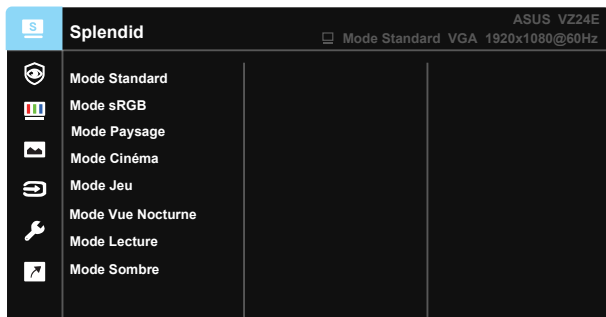 S
Splendid
ASUS VZ24E
Mode Standard VGA 1920x1080@60Hz
Mode Standard
Mode sRGB
Mode Paysage
Mode Cinéma
Mode Jeu
Mode Vue Nocturne
Mode Lecture
Mode Sombre